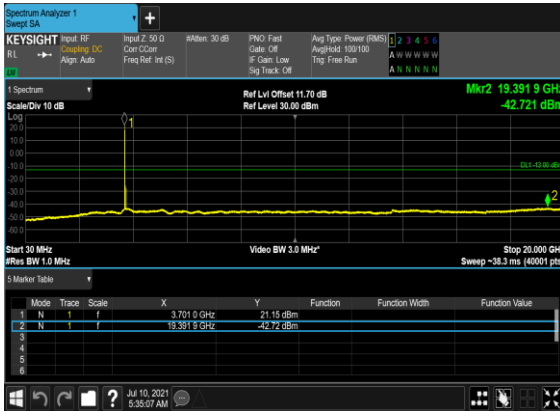 Spectrum Analyzer 1
Swept SA
+
KEYSIGHT Input: RF Input Z: 50 Ω #Atten: 30 dB PNO: Fast Avg Type: Power (RMS) 1 2 3 4 5 6
RL Coupling: DC Corr CCorr Gate: Off Avg|Hold: 100/100 A W W W W W
Align: Auto Freq Ref: Int (S) IF Gain: Low Trig: Free Run
Sig Track: Off A N N N N N
1 Spectrum
Ref Lvl Offset 11.70 dB Mkr2 19.391 9 GHz
Scale/Div 10 dB Ref Level 30.00 dBm -42.721 dBm
Log
1
20.0
10.0
0.00
-10.0
DL1 -13.00 dBm
-20.0
-30.0
2
-40.0
-50.0
-60.0
Start 30 MHz Video BW 3.0 MHz* Stop 20.000 GHz
#Res BW 1.0 MHz Sweep ~38.3 ms (40001 pts)
5 Marker Table
Mode Trace Scale X Y Function Function Width Function Value
1 N 1 f 3.701 0 GHz 21.15 dBm
2 N 1 f 19.391 9 GHz -42.72 dBm
3
4
5
6
? Jul 10, 2021
5:35:07 AM